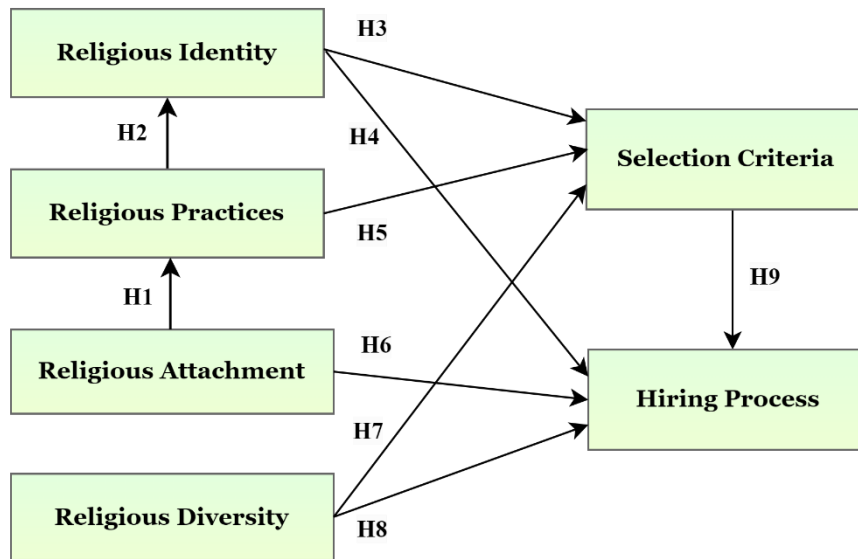 Religious Identity
H3
H2
H4
Selection Criteria
Religious Practices
H5
H1
H9
Religious Attachment
H6
Hiring Process
H7
Religious Diversity
H8